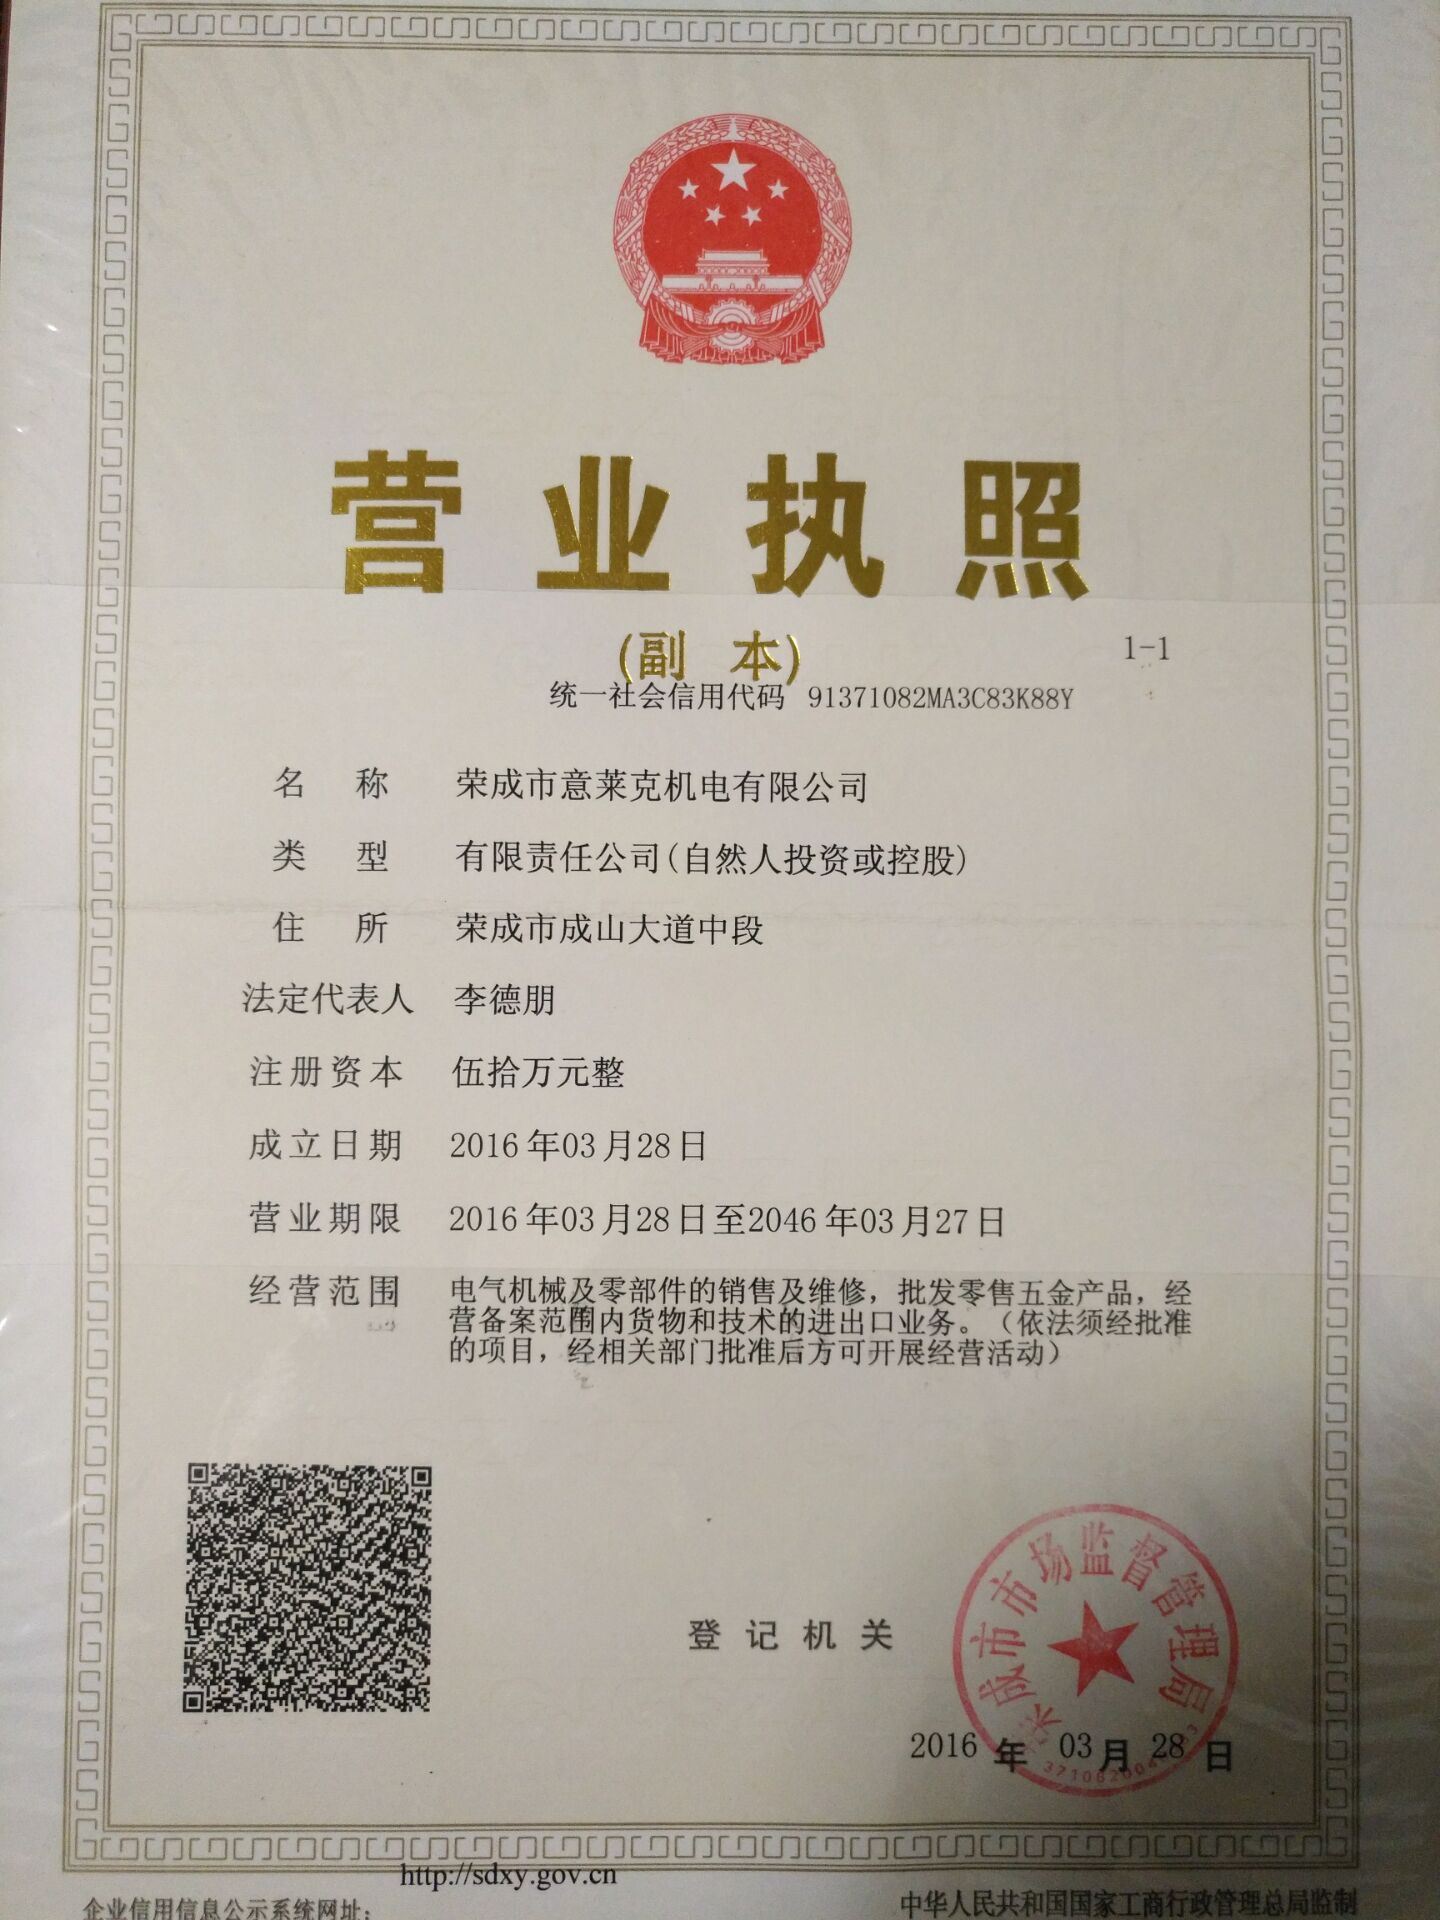 营业执照
(副 本)
1-1
统一社会信用代码 91371082MA3C83K88Y
名 称 荣成市意莱克机电有限公司
类 型 有限责任公司(自然人投资或控股)
住 所 荣成市成山大道中段
法定代表人 李德朋
注册资本 伍拾万元整
成立日期 2016年03月28日
营业期限 2016年03月28日至2046年03月27日
经营范围 电气机械及零部件的销售及维修，批发零售五金产品，经
营备案范围内货物和技术的进出口业务。（依法须经批准
的项目，经相关部门批准后方可开展经营活动）
荣成市市场监督管理局
登记机关
2016 年 03 月 28 日
http://sdxy.gov.cn
企业信用信息公示系统网址：
中华人民共和国国家工商行政管理总局监制